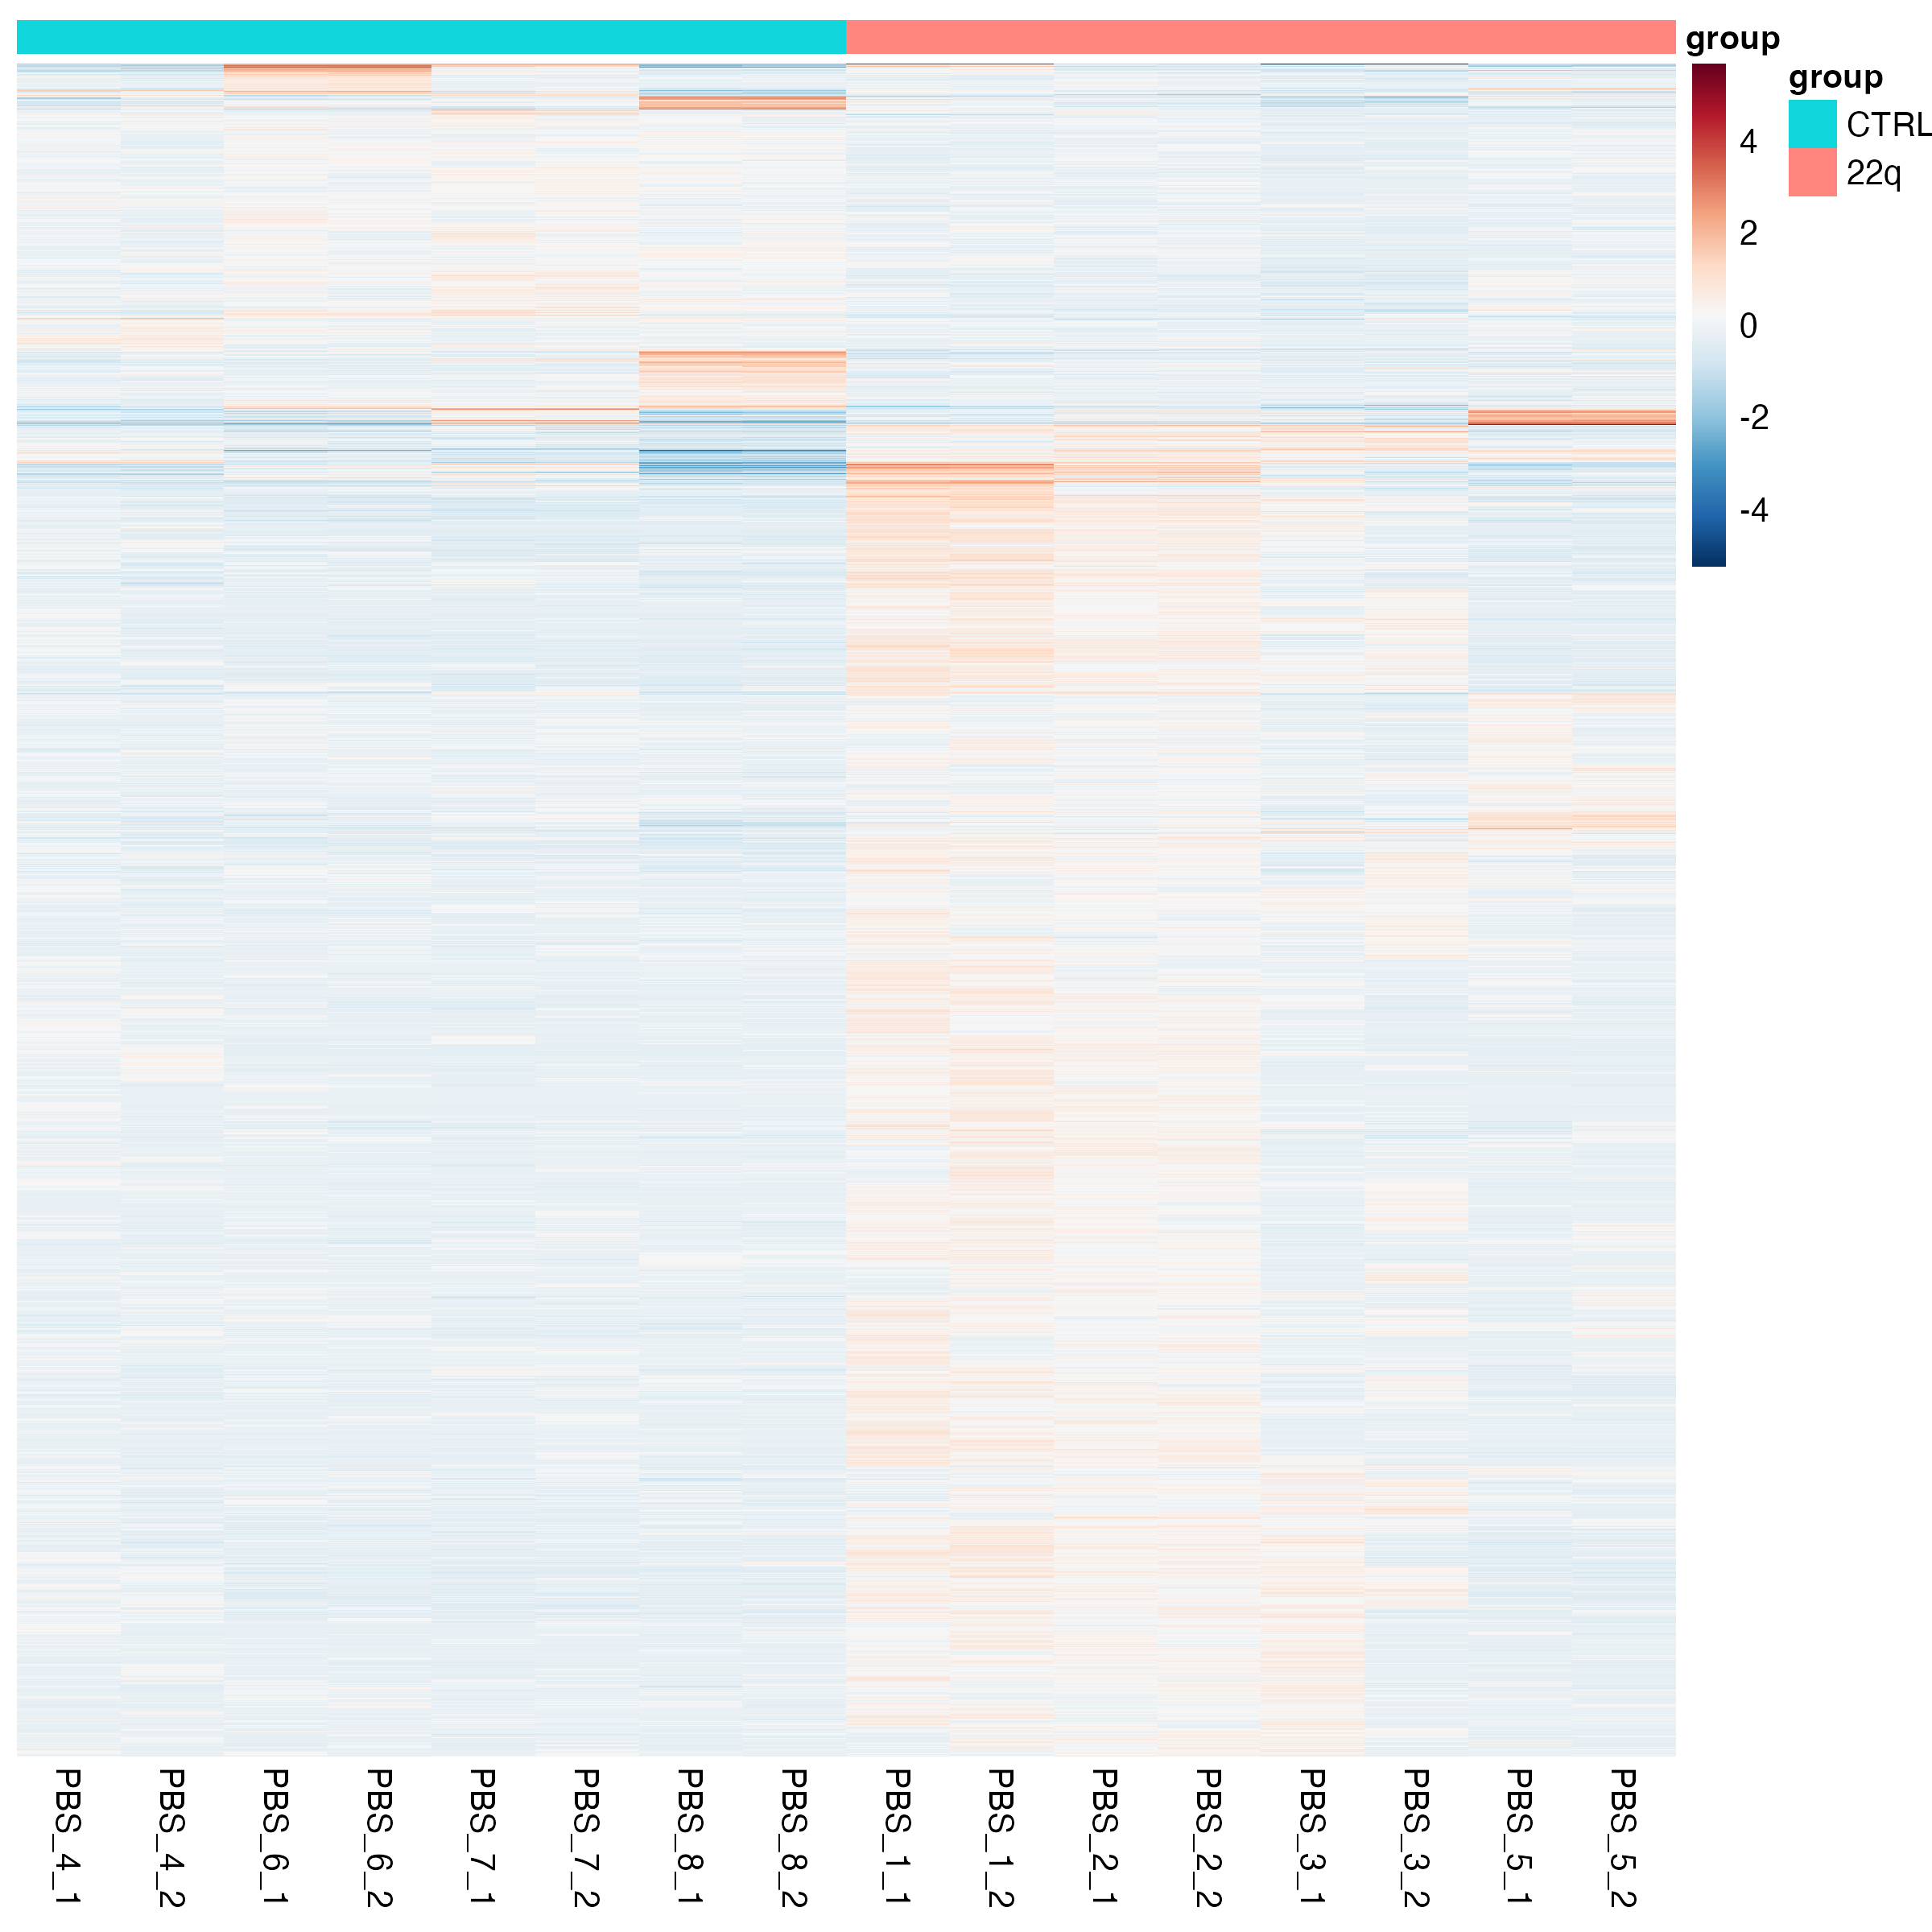 group
group
CTRL
22q
4
2
0
-2
-4
PBS_4_1
PBS_4_2
PBS_6_1
PBS_6_2
PBS_7_1
PBS_7_2
PBS_8_1
PBS_8_2
PBS_1_1
PBS_1_2
PBS_2_1
PBS_2_2
PBS_3_1
PBS_3_2
PBS_5_1
PBS_5_2